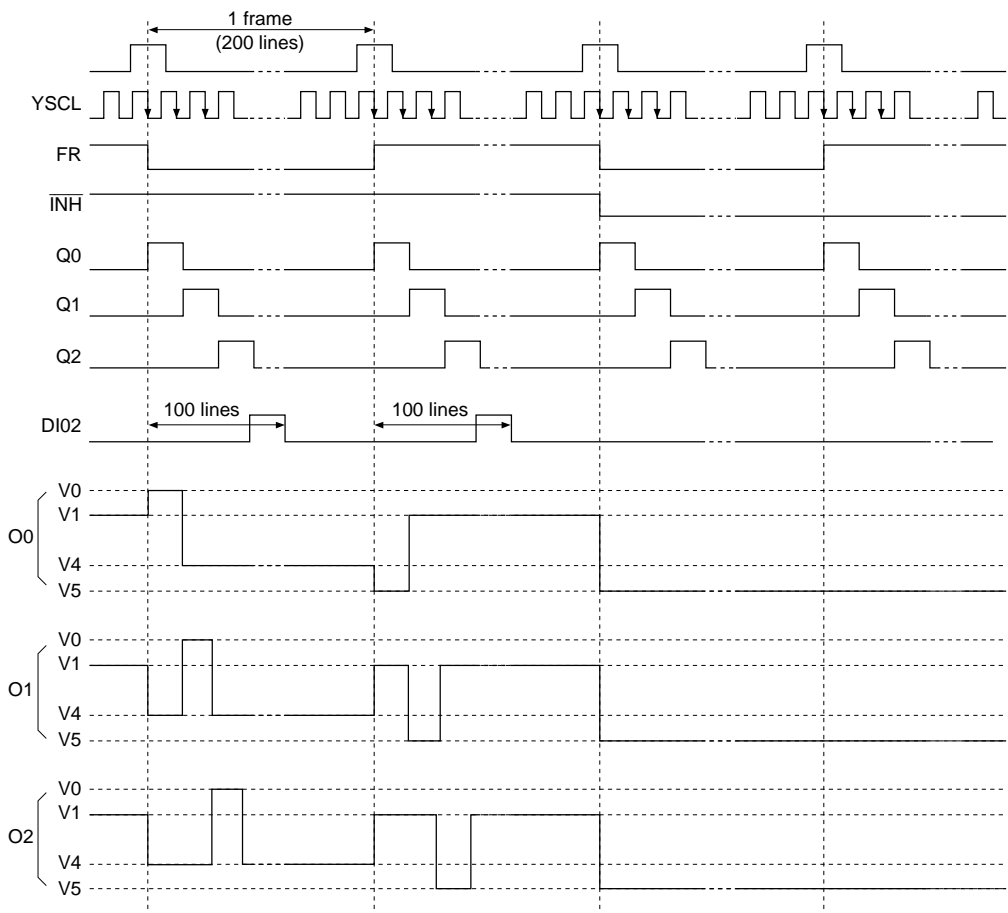 1 frame
(200 lines)
YSCL
FR
INH
Q0
Q1
Q2
100 lines
100 lines
DI02
V0
V1
O0
V4
V5
V0
V1
O1
V4
V5
V0
V1
O2
V4
V5